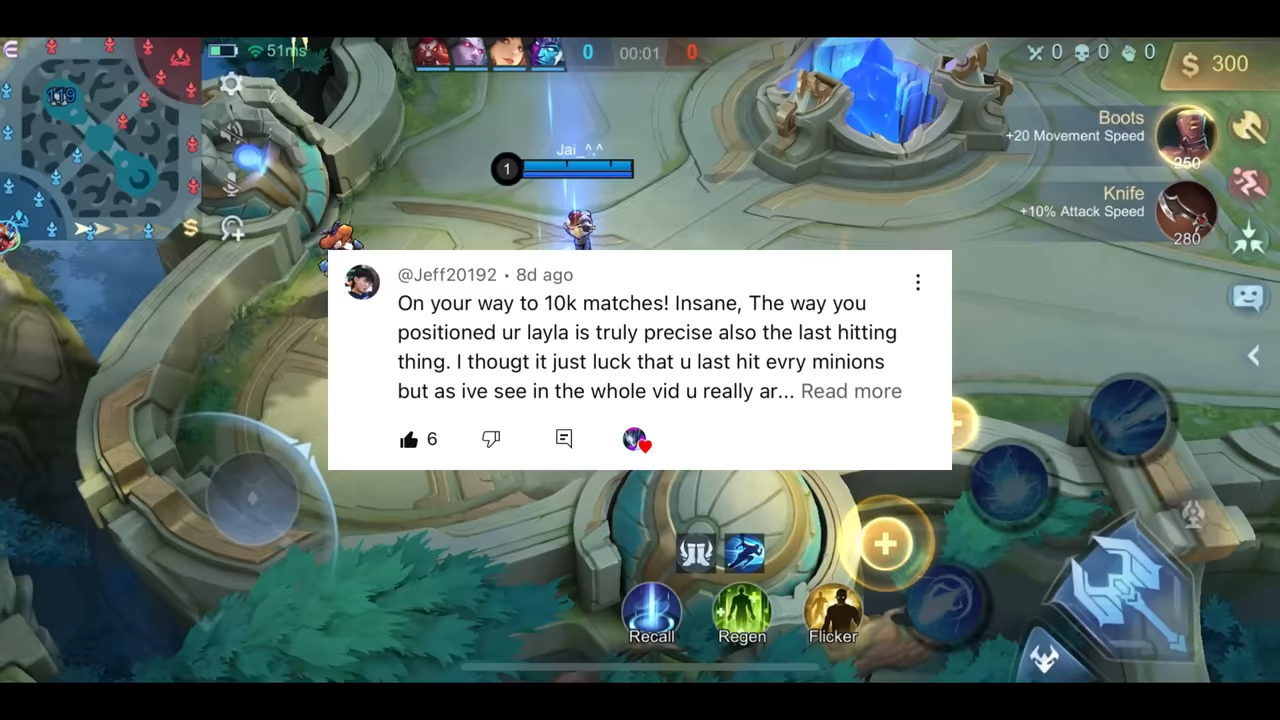 51ms
0 00:01 0
0 0 0
$ 300
Boots
+20 Movement Speed
250
Knife
+10% Attack Speed
280
Jai_^,^
1
@Jeff20192 · 8d ago
On your way to 10k matches! Insane, The way you
positioned ur layla is truly precise also the last hitting
thing. I thougt it just luck that u last hit evry minions
but as ive see in the whole vid u really ar... Read more
6
Recall
Regen
Flicker